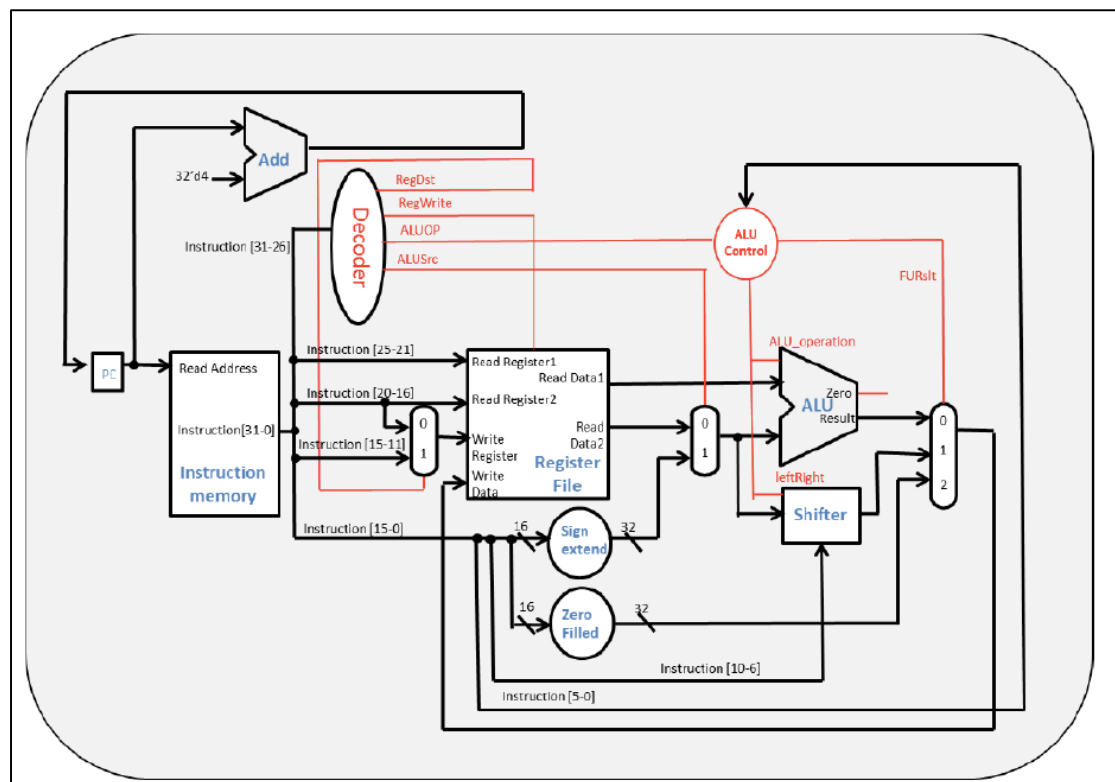 Add
32'd4
RegDst
RegWrite
ALUOP
ALUSrc
Decoder
Instruction [31-26]
ALU
Control
FURslt
PC
Read Address
Instruction[31-0]
Instruction
memory
Instruction [25-21]
Instruction [20-16]
Instruction [15-11]
0
1
Read Register1
Read Data1
Read Register2
Read
Data2
Write
Register
Write
Data
Register
File
0
1
ALU_operation
Zero
ALU
Result
leftRight
Shifter
0
1
2
Instruction [15-0]
16
Sign
extend
32
16
Zero
Filled
32
Instruction [10-6]
Instruction [5-0]